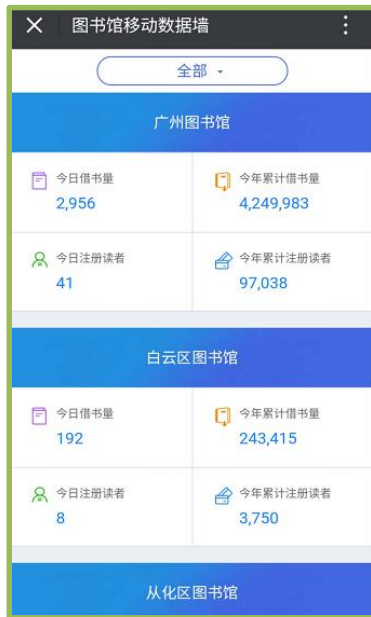 图书馆移动数据墙
全部
广州图书馆
今日借书量
2,956
今年累计借书量
4,249,983
今日注册读者
41
今年累计注册读者
97,038
白云区图书馆
今日借书量
192
今年累计借书量
243,415
今日注册读者
8
今年累计注册读者
3,750
从化区图书馆